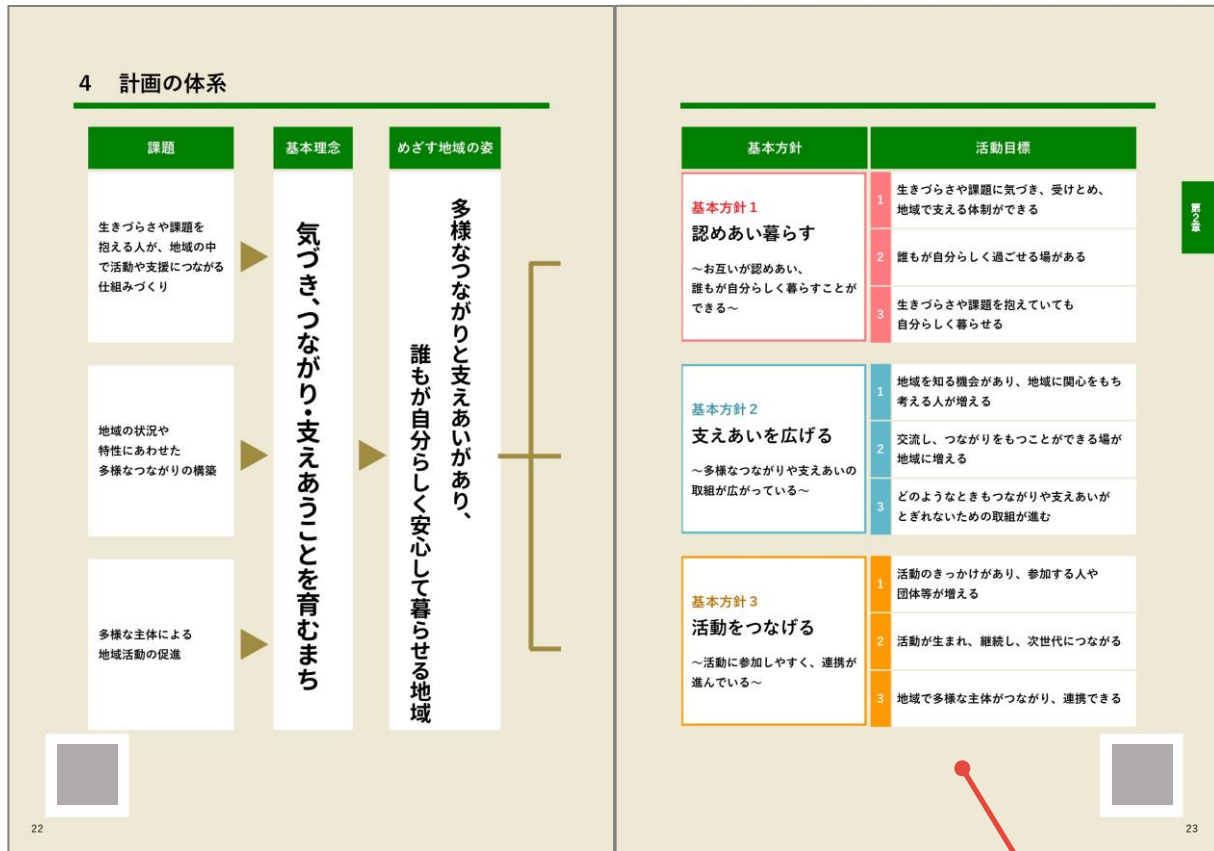 4 計画の体系
課題
生きづらさや課題を
抱える人が、地域の中
で活動や支援につながる
仕組みづくり
地域の状況や
特性にあわせた
多様なつながりの構築
多様な主体による
地域活動の促進
基本理念
気づき、つながり・支えあうことを育むまち
めざす地域の姿
多様なつながりと支えあいがあり、
誰もが自分らしく安心して暮らせる地域
22
基本方針
活動目標
基本方針1
認めあい暮らす
～お互いが認めあい、
誰もが自分らしく暮らすことが
できる～
1
生きづらさや課題に気づき、受けとめ、
地域で支える体制ができる
2
誰もが自分らしく過ごせる場がある
3
生きづらさや課題を抱えていても
自分らしく暮らせる
基本方針2
支えあいを広げる
～多様なつながりや支えあいの
取組が広がっている～
1
地域を知る機会があり、地域に関心をもち
考える人が増える
2
交流し、つながりをもつことができる場が
地域に増える
3
どのようなときもつながりや支えあいが
とぎれないための取組が進む
基本方針3
活動をつなげる
～活動に参加しやすく、連携が
進んでいる～
1
活動のきっかけがあり、参加する人や
団体等が増える
2
活動が生まれ、継続し、次世代につながる
3
地域で多様な主体がつながり、連携できる
第2章
23